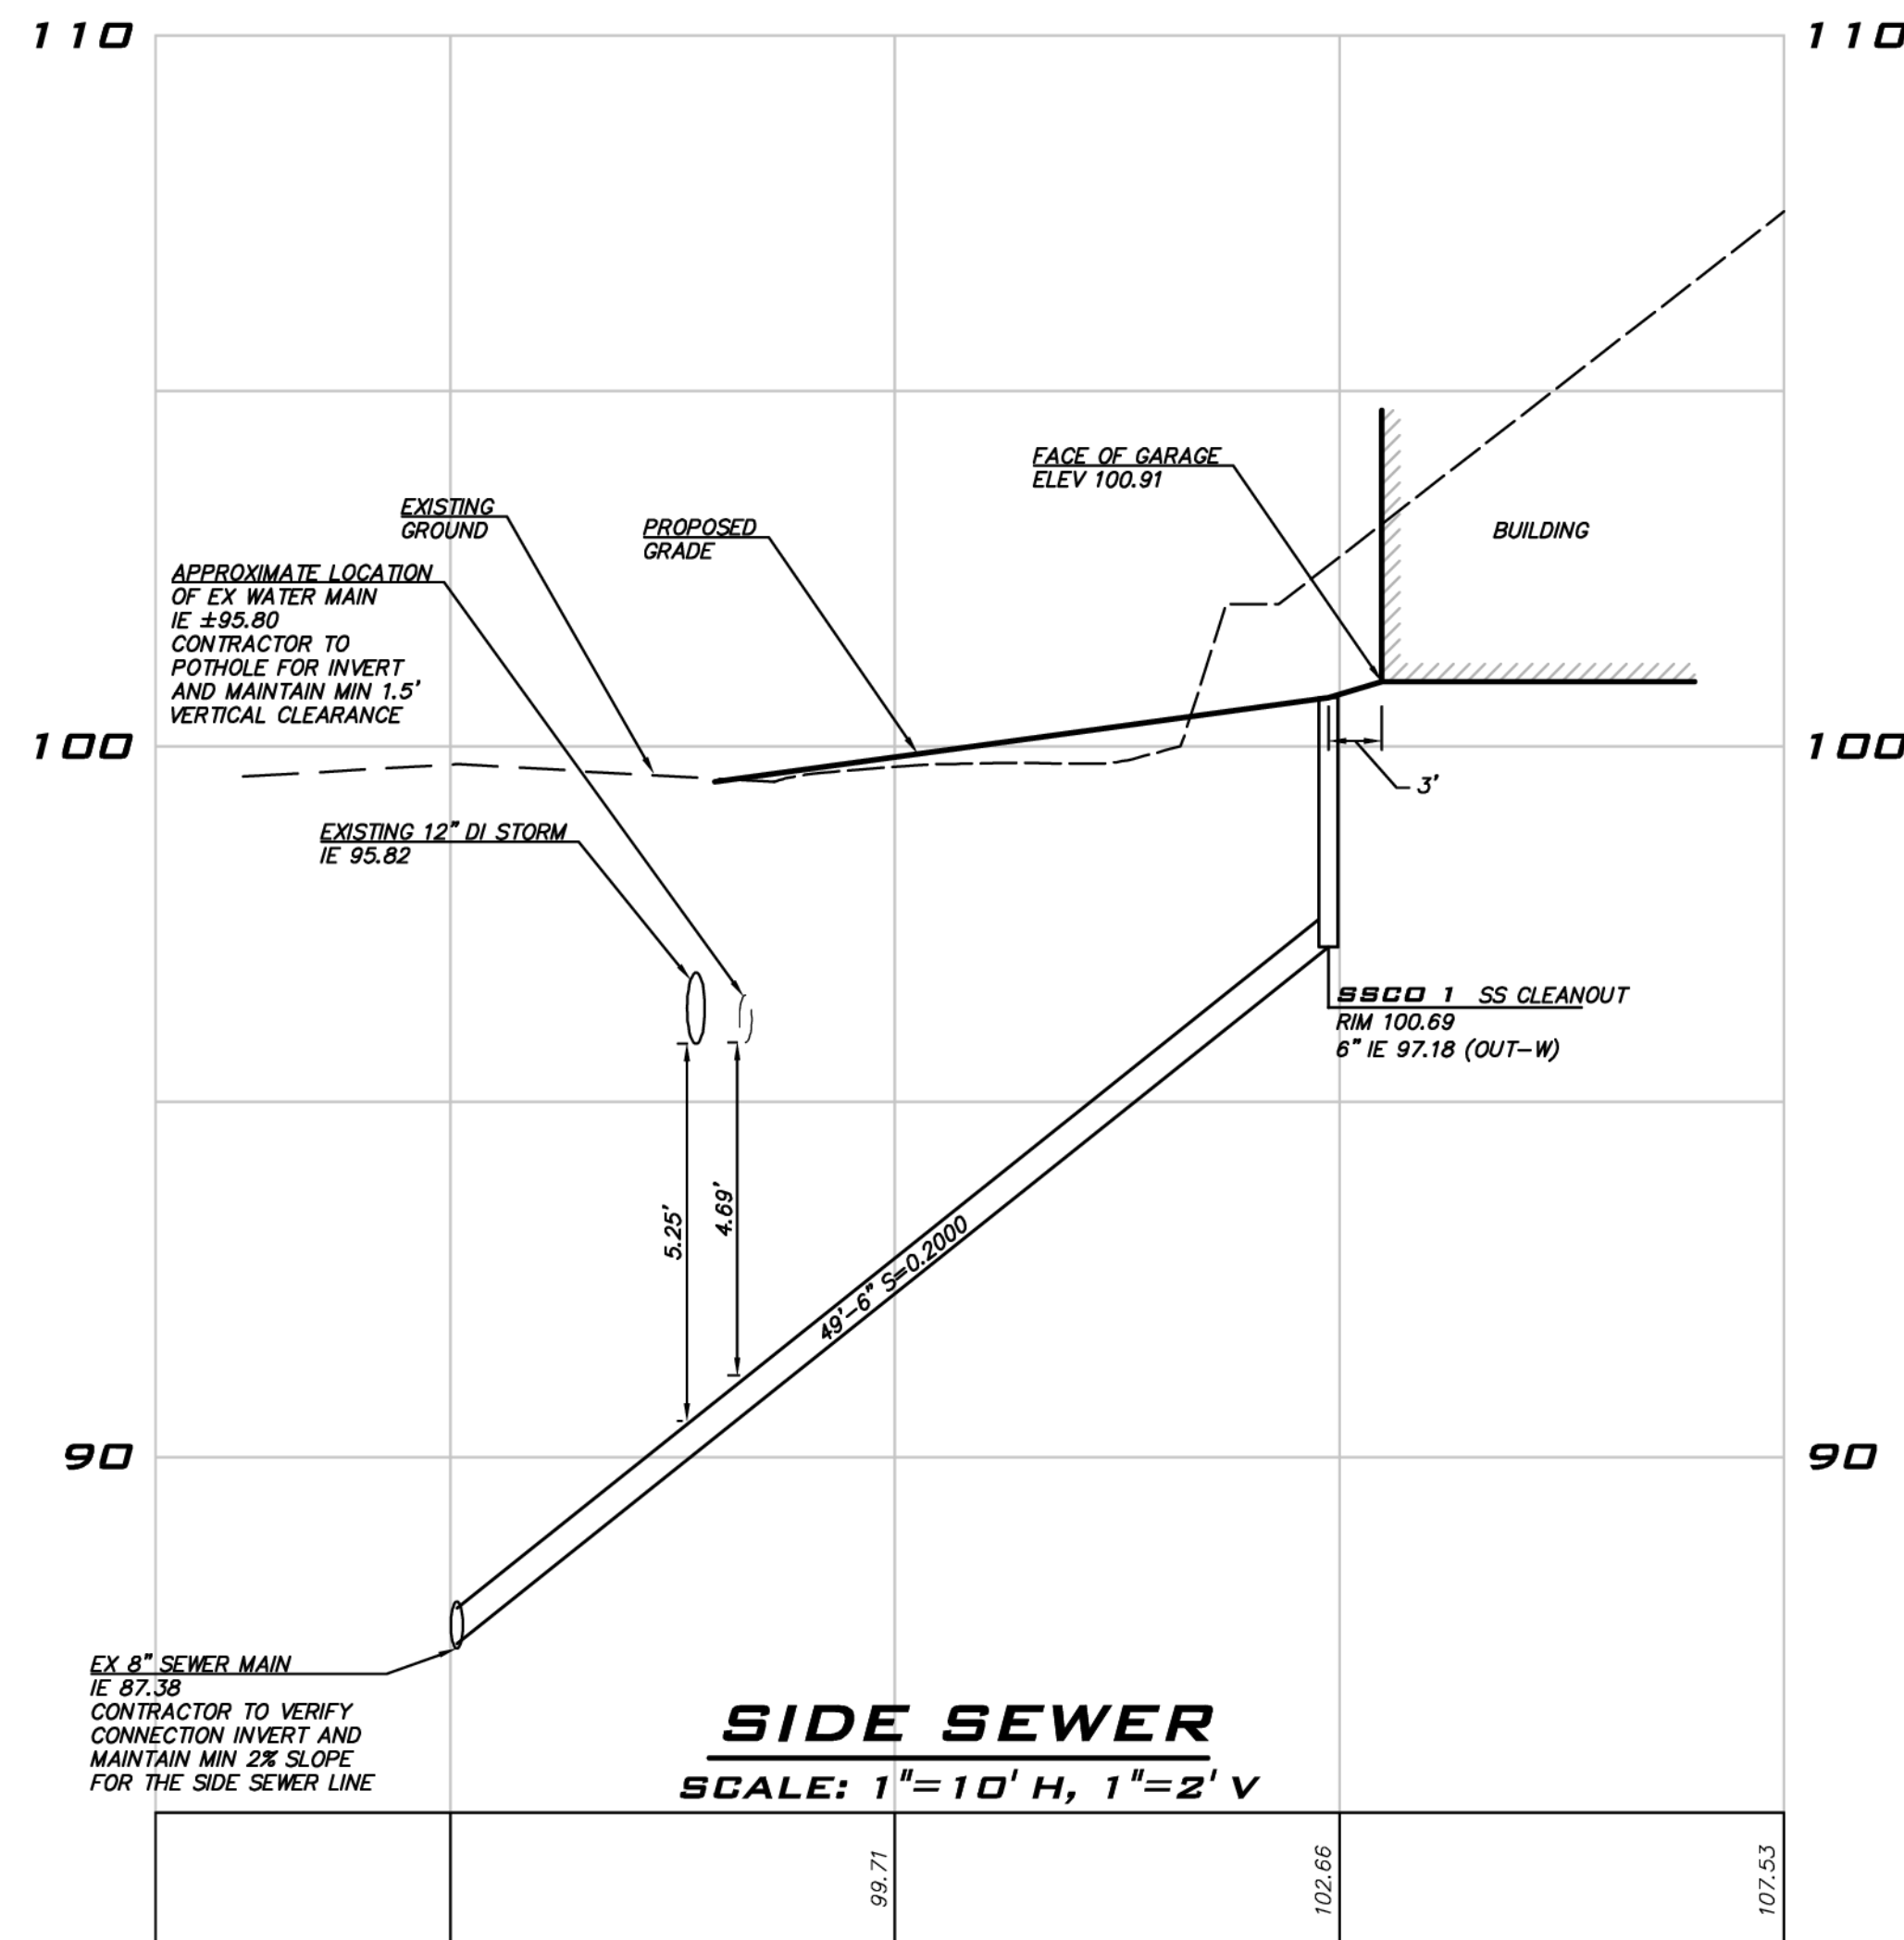 110
110
FACE OF GARAGE
ELEV 100.91
EXISTING
GROUND
PROPOSED
GRADE
BUILDING
APPROXIMATE LOCATION
OF EX WATER MAIN
IE ±95.80
CONTRACTOR TO
POTHOLE FOR INVERT
AND MAINTAIN MIN 1.5'
VERTICAL CLEARANCE
100
100
3'
EXISTING 12" DI STORM
IE 95.82
SSCO 1 SS CLEANOUT
RIM 100.69
6" IE 97.18 (OUT-W)
5.25'
4.69'
49'-6" S=0.2000
90
90
EX 8" SEWER MAIN
IE 87.38
CONTRACTOR TO VERIFY
CONNECTION INVERT AND
MAINTAIN MIN 2% SLOPE
FOR THE SIDE SEWER LINE
SIDE SEWER
SCALE: 1"=10' H, 1"=2' V
99.71
102.66
107.53